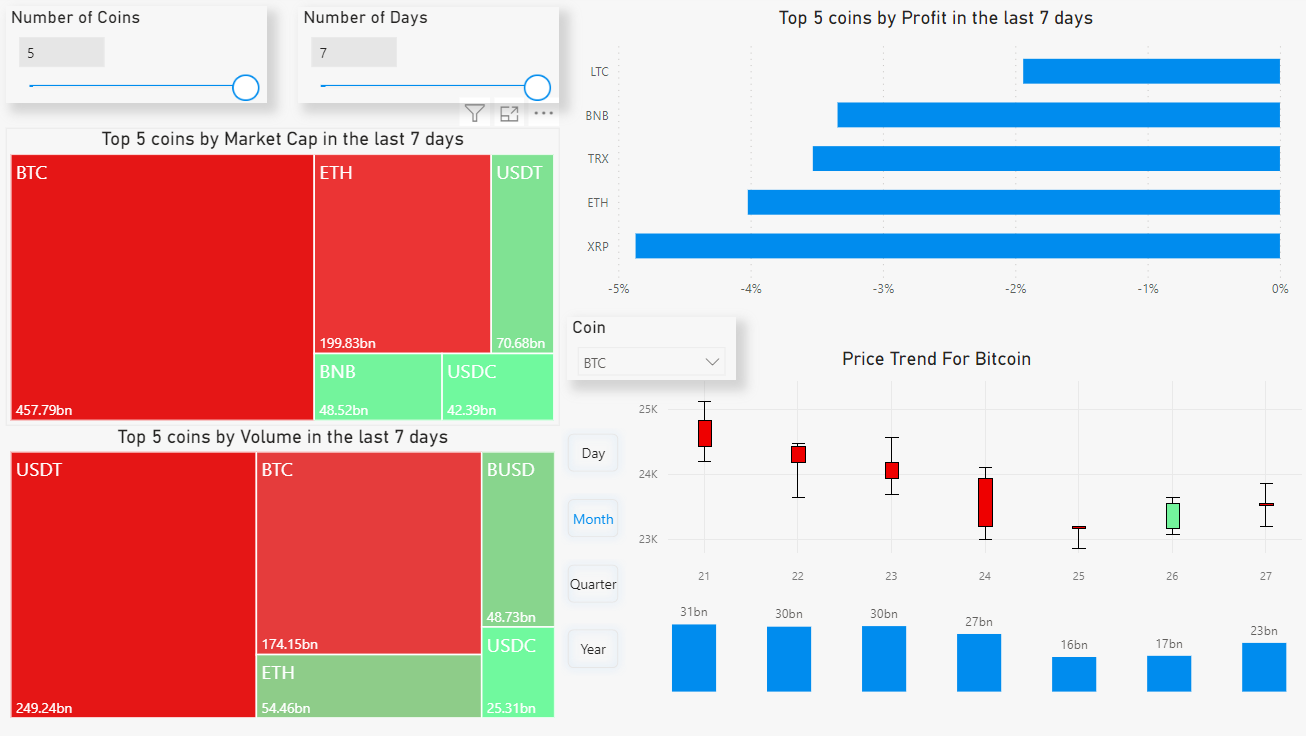 Number of Coins
5
Number of Days
7
Top 5 coins by Market Cap in the last 7 days
BTC
457.79bn
ETH
199.83bn
USDT
70.68bn
BNB
48.52bn
USDC
42.39bn
Top 5 coins by Volume in the last 7 days
USDT
249.24bn
BTC
174.15bn
ETH
54.46bn
BUSD
48.73bn
USDC
25.31bn
Top 5 coins by Profit in the last 7 days
LTC
BNB
TRX
ETH
XRP
-5% -4% -3% -2% -1% 0%
Coin
BTC
Day
Month
Quarter
Year
Price Trend For Bitcoin
25K
24K
23K
21 22 23 24 25 26 27
31bn 30bn 30bn 27bn 16bn 17bn 23bn